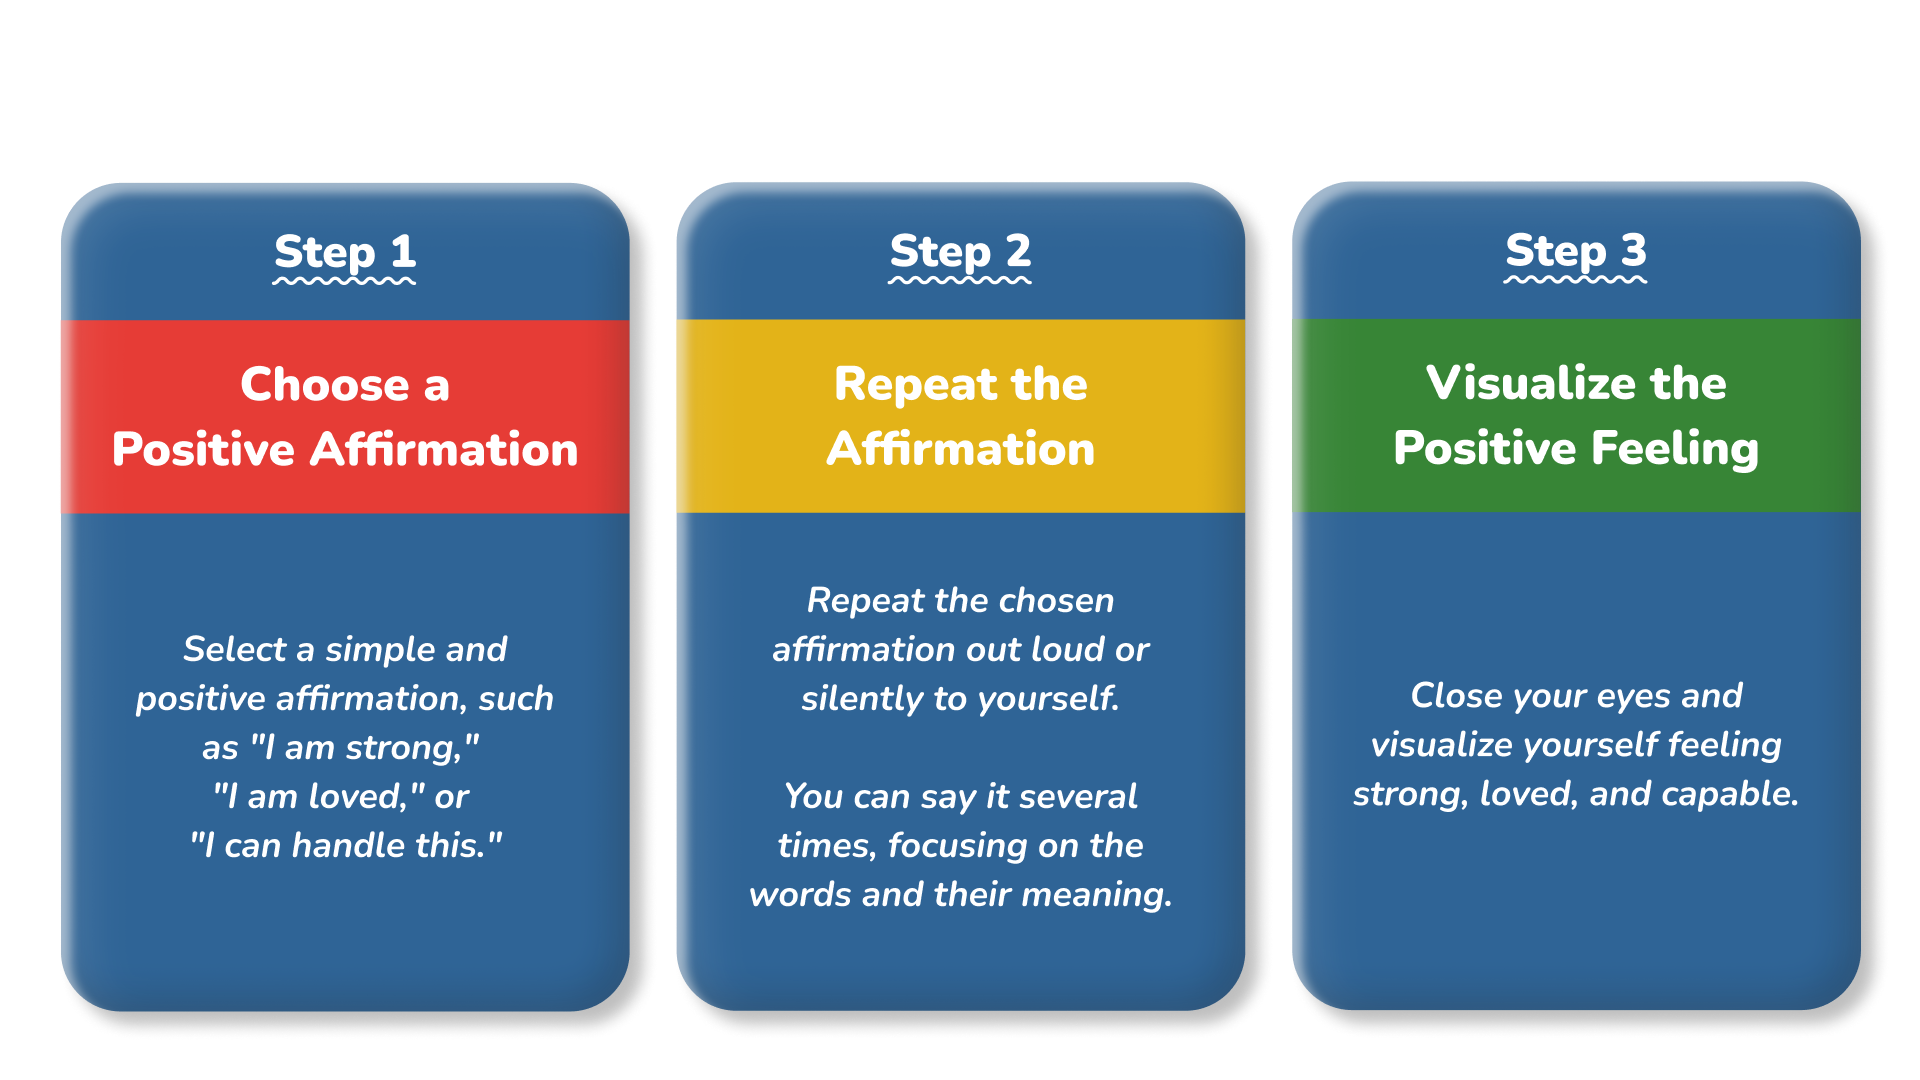 Step 1
Choose a
Positive Affirmation
Select a simple and
positive affirmation, such
as "I am strong,"
"I am loved," or
"I can handle this."
Step 2
Repeat the
Affirmation
Repeat the chosen
affirmation out loud or
silently to yourself.
You can say it several
times, focusing on the
words and their meaning.
Step 3
Visualize the
Positive Feeling
Close your eyes and
visualize yourself feeling
strong, loved, and capable.